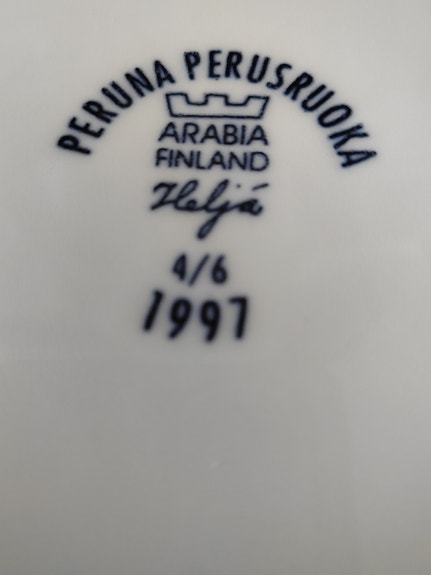 PERUNA PERUSRUOKA
ARABIA
FINLAND
Heljä
4/6
1997